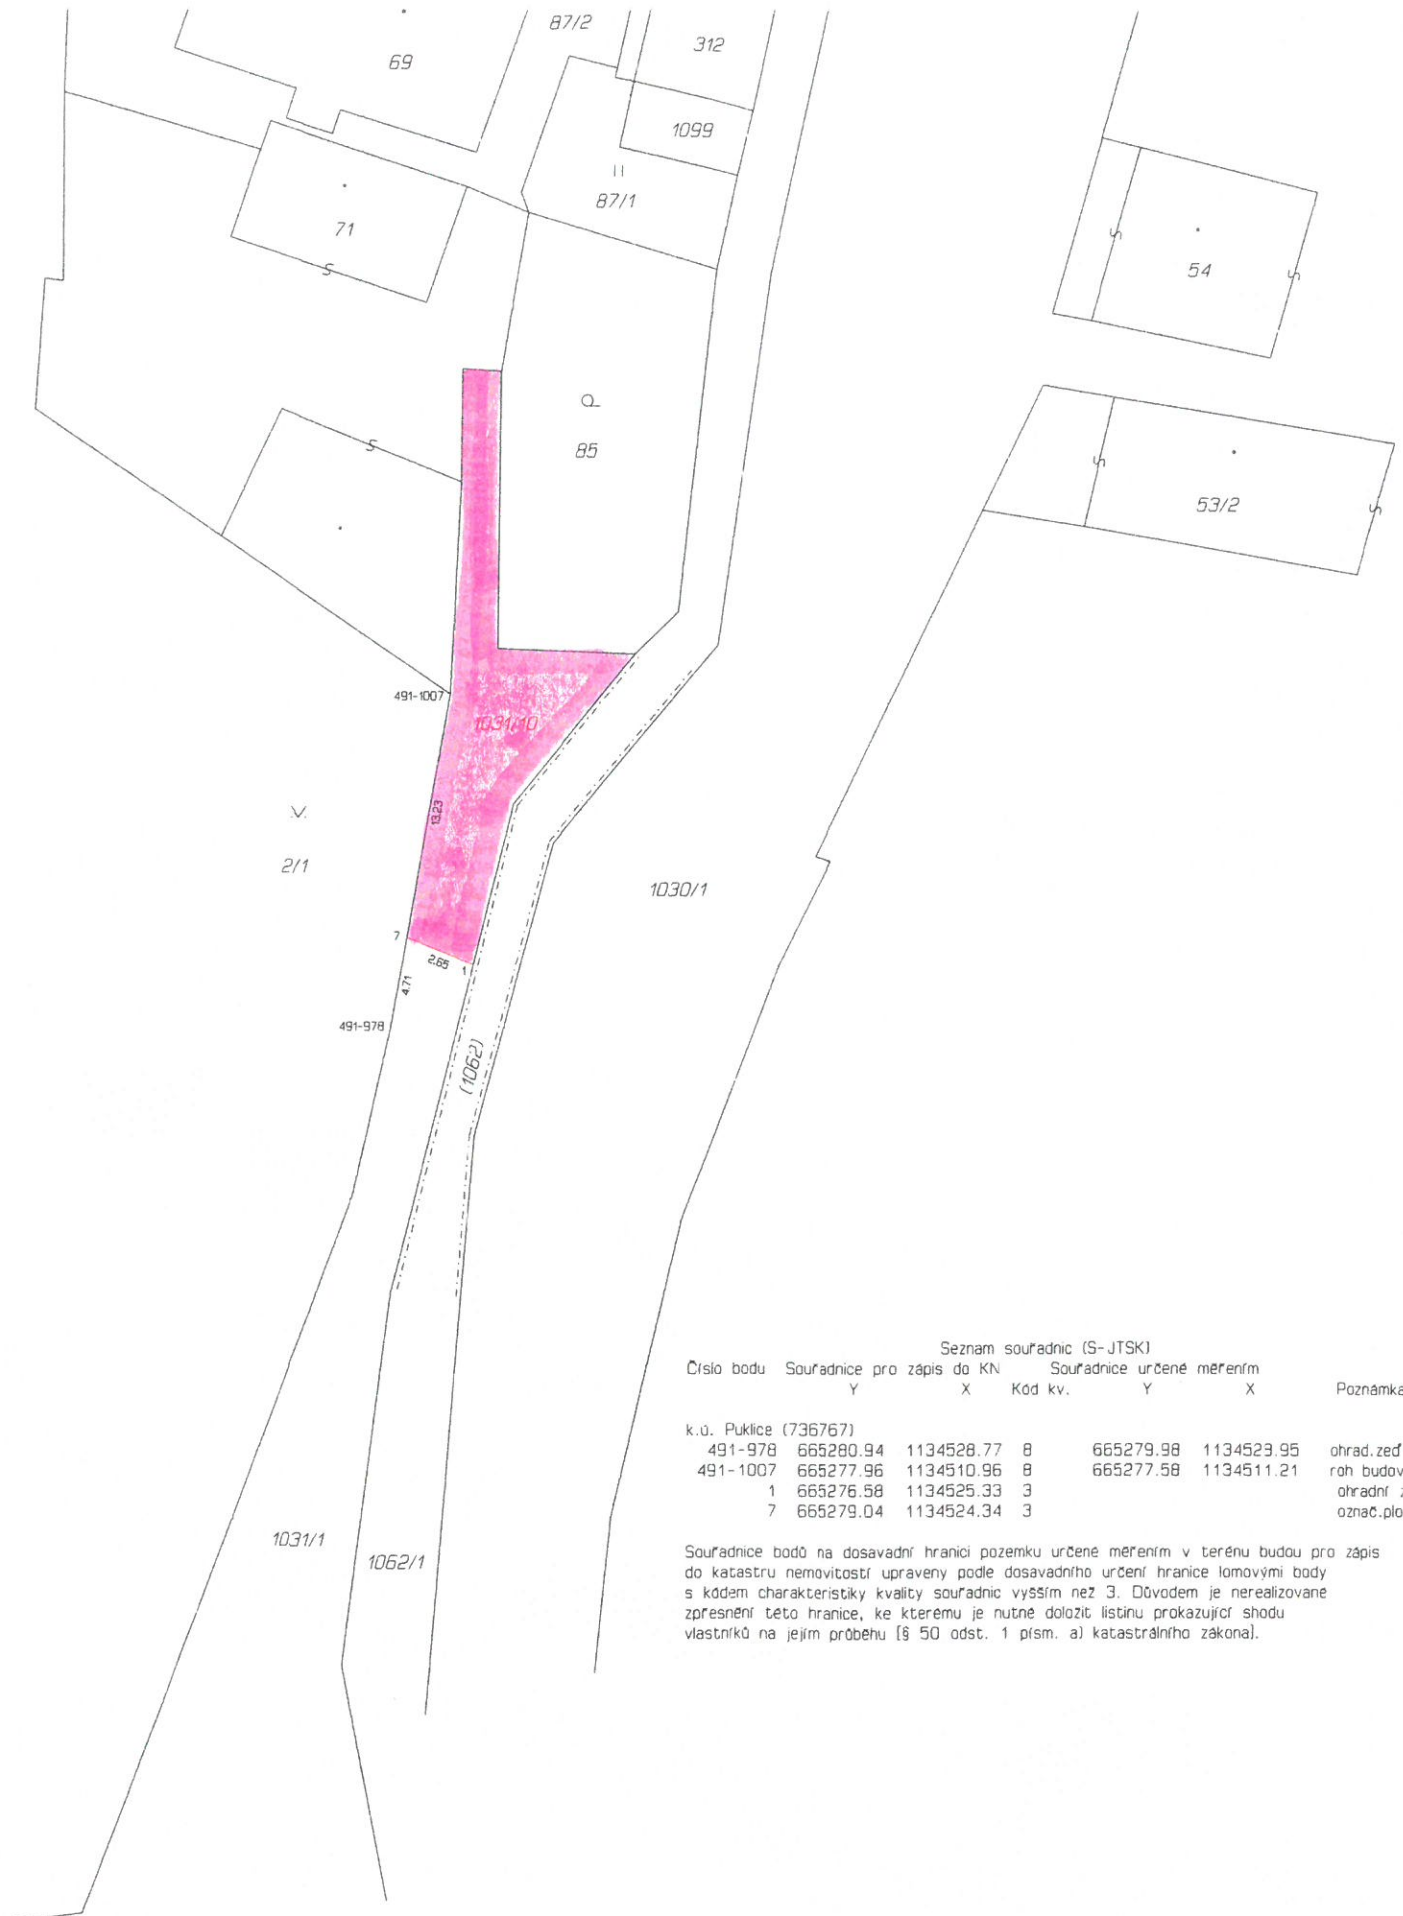 87/2
312
69
1099
87/1
71
54
85
53/2
491-1007
1031/10
13.23
2/1
1030/1
7
2.65
1
4.71
491-978
(1062)
Seznam souřadnic (S-JTSK)
Číslo bodu Souřadnice pro zápis do KN Souřadnice určené měřením
Y X Kód kv. Y X Poznámka
k.ú. Puklice (736767)
491-978 665280.94 1134528.77 8 665279.98 1134529.95 ohrad.zeď
491-1007 665277.96 1134510.96 8 665277.58 1134511.21 roh budov
1 665276.58 1134525.33 3 ohradní z
7 665279.04 1134524.34 3 označ.plo
1031/1
1062/1
Souřadnice bodů na dosavadní hranici pozemku určené měřením v terénu budou pro zápis
do katastru nemovitostí upraveny podle dosavadního určení hranice lomovými body
s kódem charakteristiky kvality souřadnic vyšším než 3. Důvodem je nerealizované
zpřesnění této hranice, ke kterému je nutné doložit listinu prokazující shodu
vlastníků na jejím průběhu [§ 50 odst. 1 písm. a) katastrálního zákona].